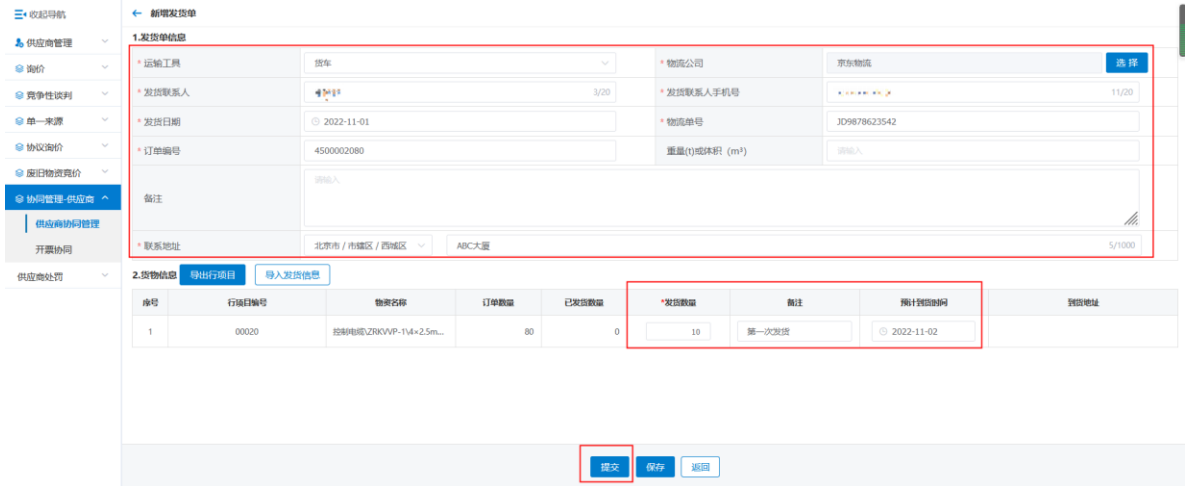 收起导航
供应商管理
询价
竞争性谈判
单一来源
协议询价
废旧物资竞价
协同管理-供应商
供应商协同管理
开票协同
供应商处罚
← 新增发货单
1.发货单信息
* 运输工具 货车 * 物流公司 京东物流 选 择
* 发货联系人 3/20 * 发货联系人手机号 11/20
* 发货日期 2022-11-01 * 物流单号 JD9878623542
* 订单编号 4500002080 重量(t)或体积（m³） 请输入
备注 请输入
* 联系地址 北京市 / 市辖区 / 西城区 ABC大厦 5/1000
2.货物信息 导出行项目 导入发货信息
序号 行项目编号 物资名称 订单数量 已发货数量 *发货数量 备注 预计到货时间 到货地址
1 00020 控制电缆\ZRKVVP-1\4×2.5m... 80 0 10 第一次发货 2022-11-02
提交 保存 返回